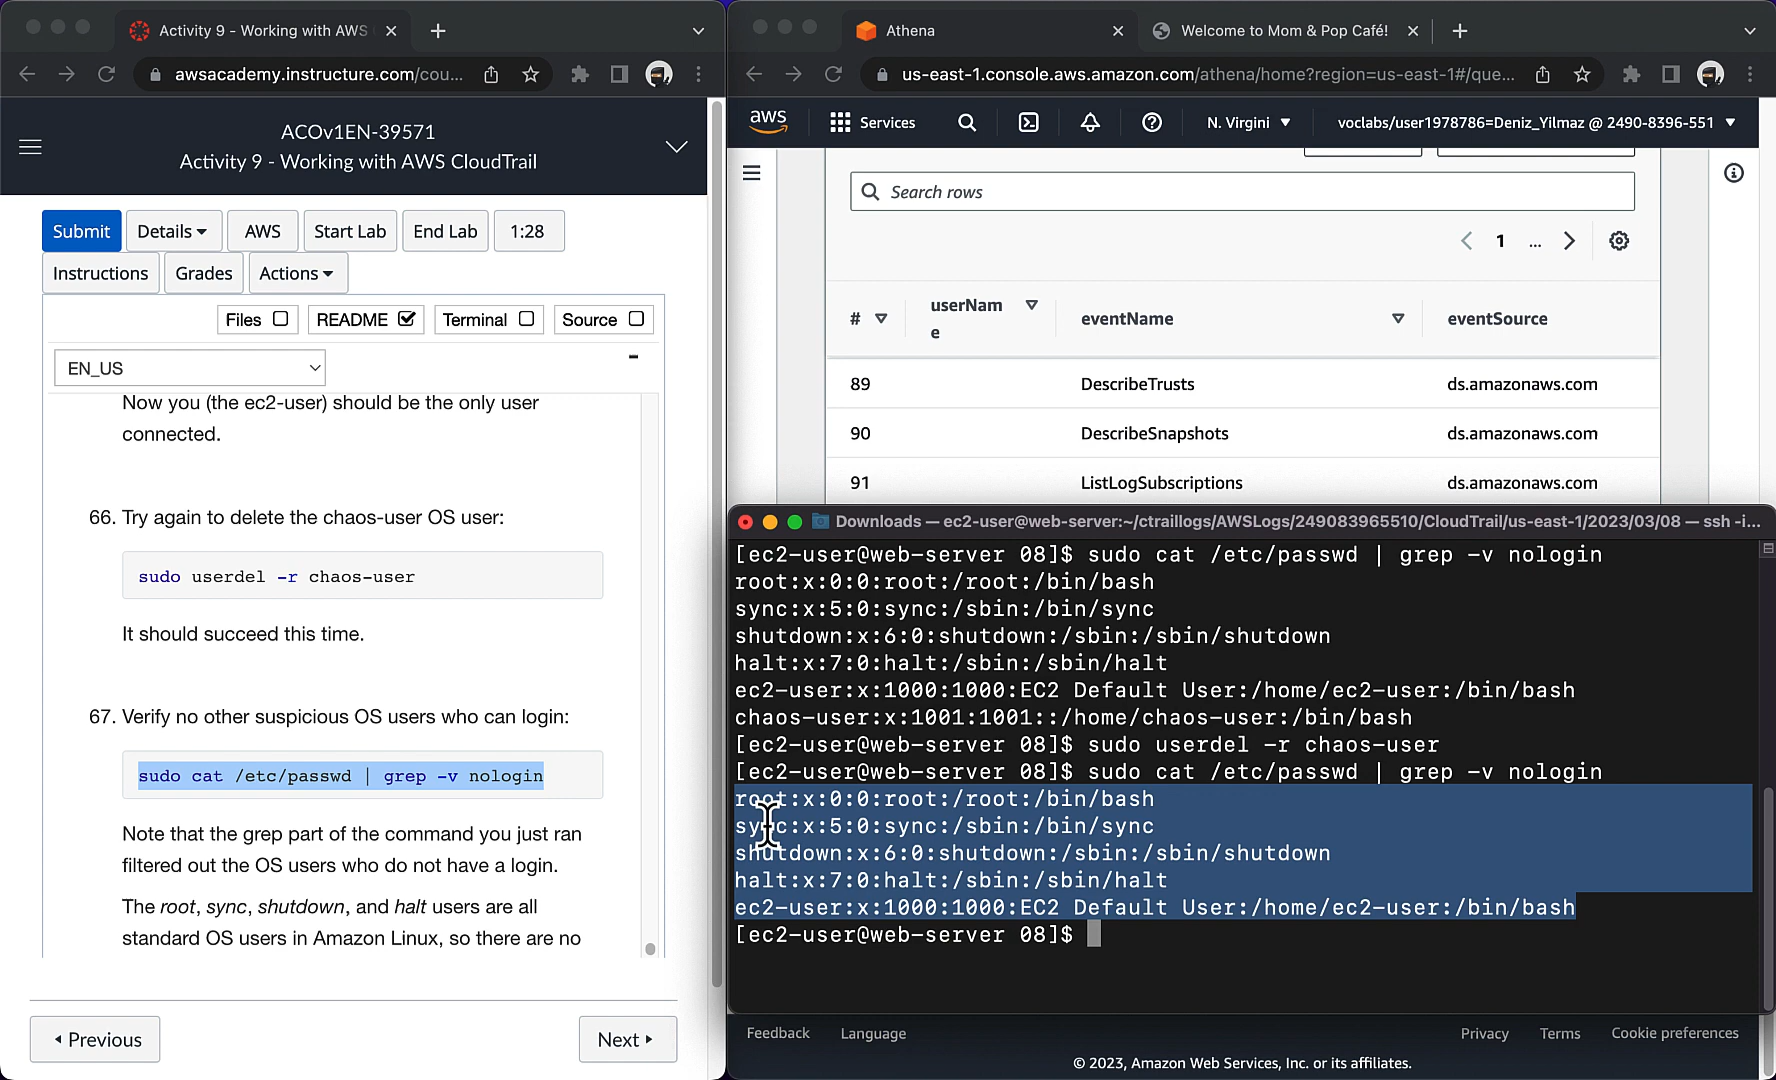 Activity 9 - Working with AWS
awsacademy.instructure.com/cou...
ACOv1EN-39571
Activity 9 - Working with AWS CloudTrail
Submit
Details
AWS
Start Lab
End Lab
1:28
Instructions
Grades
Actions
Files
README
Terminal
Source
EN_US
Now you (the ec2-user) should be the only user
connected.
66. Try again to delete the chaos-user OS user:
sudo userdel -r chaos-user
It should succeed this time.
67. Verify no other suspicious OS users who can login:
sudo cat /etc/passwd | grep -v nologin
Note that the grep part of the command you just ran
filtered out the OS users who do not have a login.
The root, sync, shutdown, and halt users are all
standard OS users in Amazon Linux, so there are no
Previous
Next
Athena
Welcome to Mom & Pop Café!
us-east-1.console.aws.amazon.com/athena/home?region=us-east-1#/que...
aws
Services
N. Virgini
voclabs/user1978786=Deniz_Yilmaz @ 2490-8396-551
Search rows
1
...
#
userNam
e
eventName
eventSource
89 DescribeTrusts ds.amazonaws.com
90 DescribeSnapshots ds.amazonaws.com
91 ListLogSubscriptions ds.amazonaws.com
Downloads — ec2-user@web-server:~/ctraillogs/AWSLogs/249083965510/CloudTrail/us-east-1/2023/03/08 — ssh -i...
[ec2-user@web-server 08]$ sudo cat /etc/passwd | grep -v nologin
root:x:0:0:root:/root:/bin/bash
sync:x:5:0:sync:/sbin:/bin/sync
shutdown:x:6:0:shutdown:/sbin:/sbin/shutdown
halt:x:7:0:halt:/sbin:/sbin/halt
ec2-user:x:1000:1000:EC2 Default User:/home/ec2-user:/bin/bash
chaos-user:x:1001:1001::/home/chaos-user:/bin/bash
[ec2-user@web-server 08]$ sudo userdel -r chaos-user
[ec2-user@web-server 08]$ sudo cat /etc/passwd | grep -v nologin
root:x:0:0:root:/root:/bin/bash
sync:x:5:0:sync:/sbin:/bin/sync
shutdown:x:6:0:shutdown:/sbin:/sbin/shutdown
halt:x:7:0:halt:/sbin:/sbin/halt
ec2-user:x:1000:1000:EC2 Default User:/home/ec2-user:/bin/bash
[ec2-user@web-server 08]$
Feedback
Language
Privacy
Terms
Cookie preferences
© 2023, Amazon Web Services, Inc. or its affiliates.